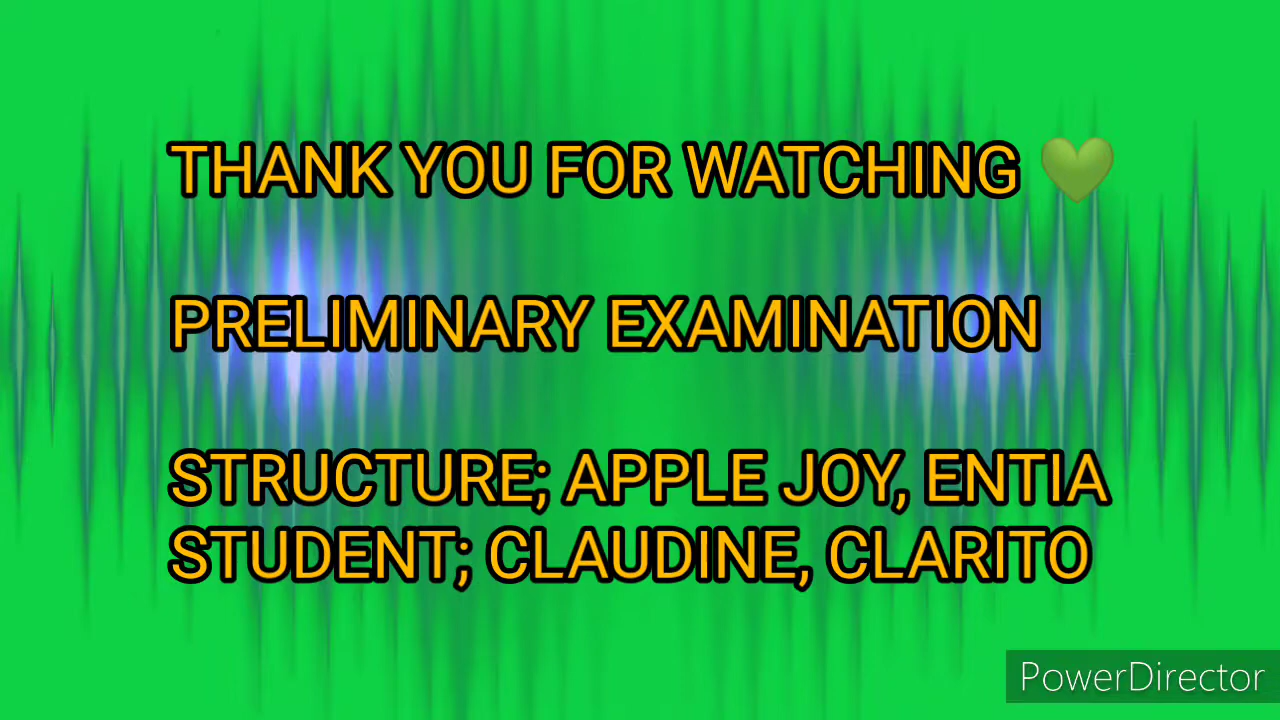 THANK YOU FOR WATCHING 💚
PRELIMINARY EXAMINATION
STRUCTURE; APPLE JOY, ENTIA
STUDENT; CLAUDINE, CLARITO
PowerDirector